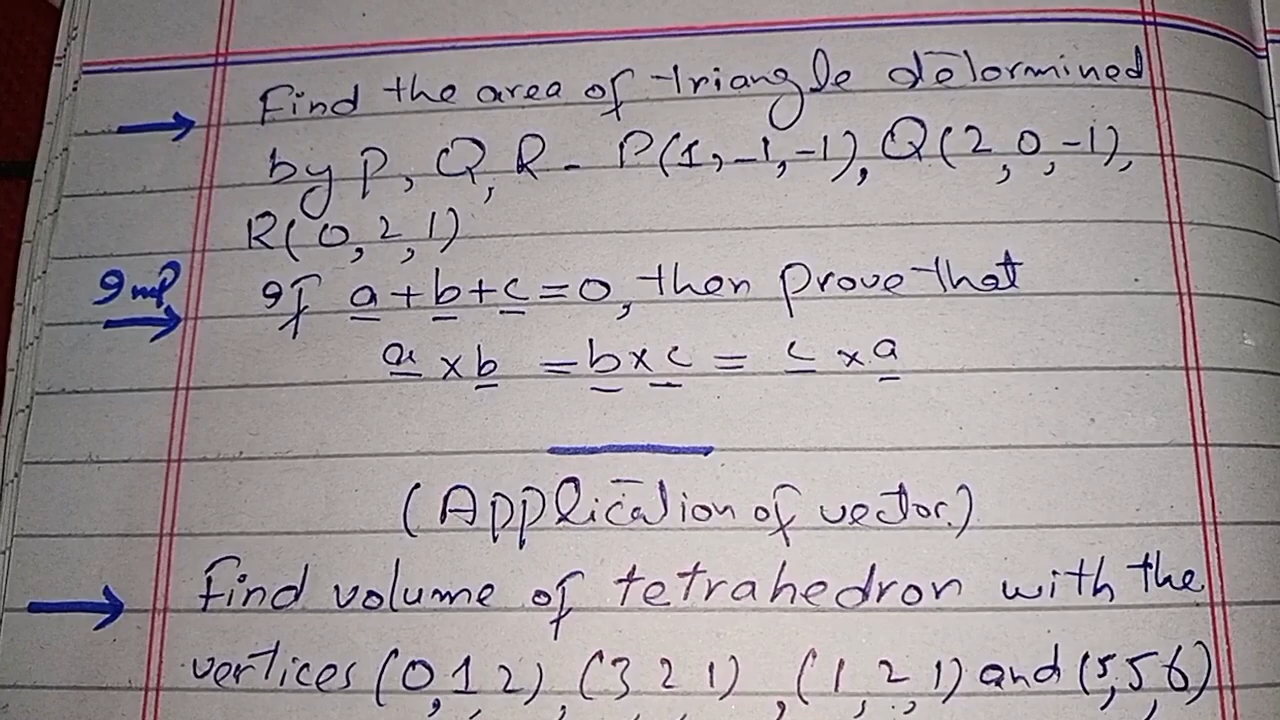 Find the area of triangle detormined
by P, Q, R - P(1,-1,-1), Q(2,0,-1),
R(0,2,1)
Imp If a+b+c=0, then prove that
a × b = b × c = c × a
(Application of vector.)
Find volume of tetrahedron with the
vertices (0,1,2), (3 2 1), (1,2,1) and (5,5,6)